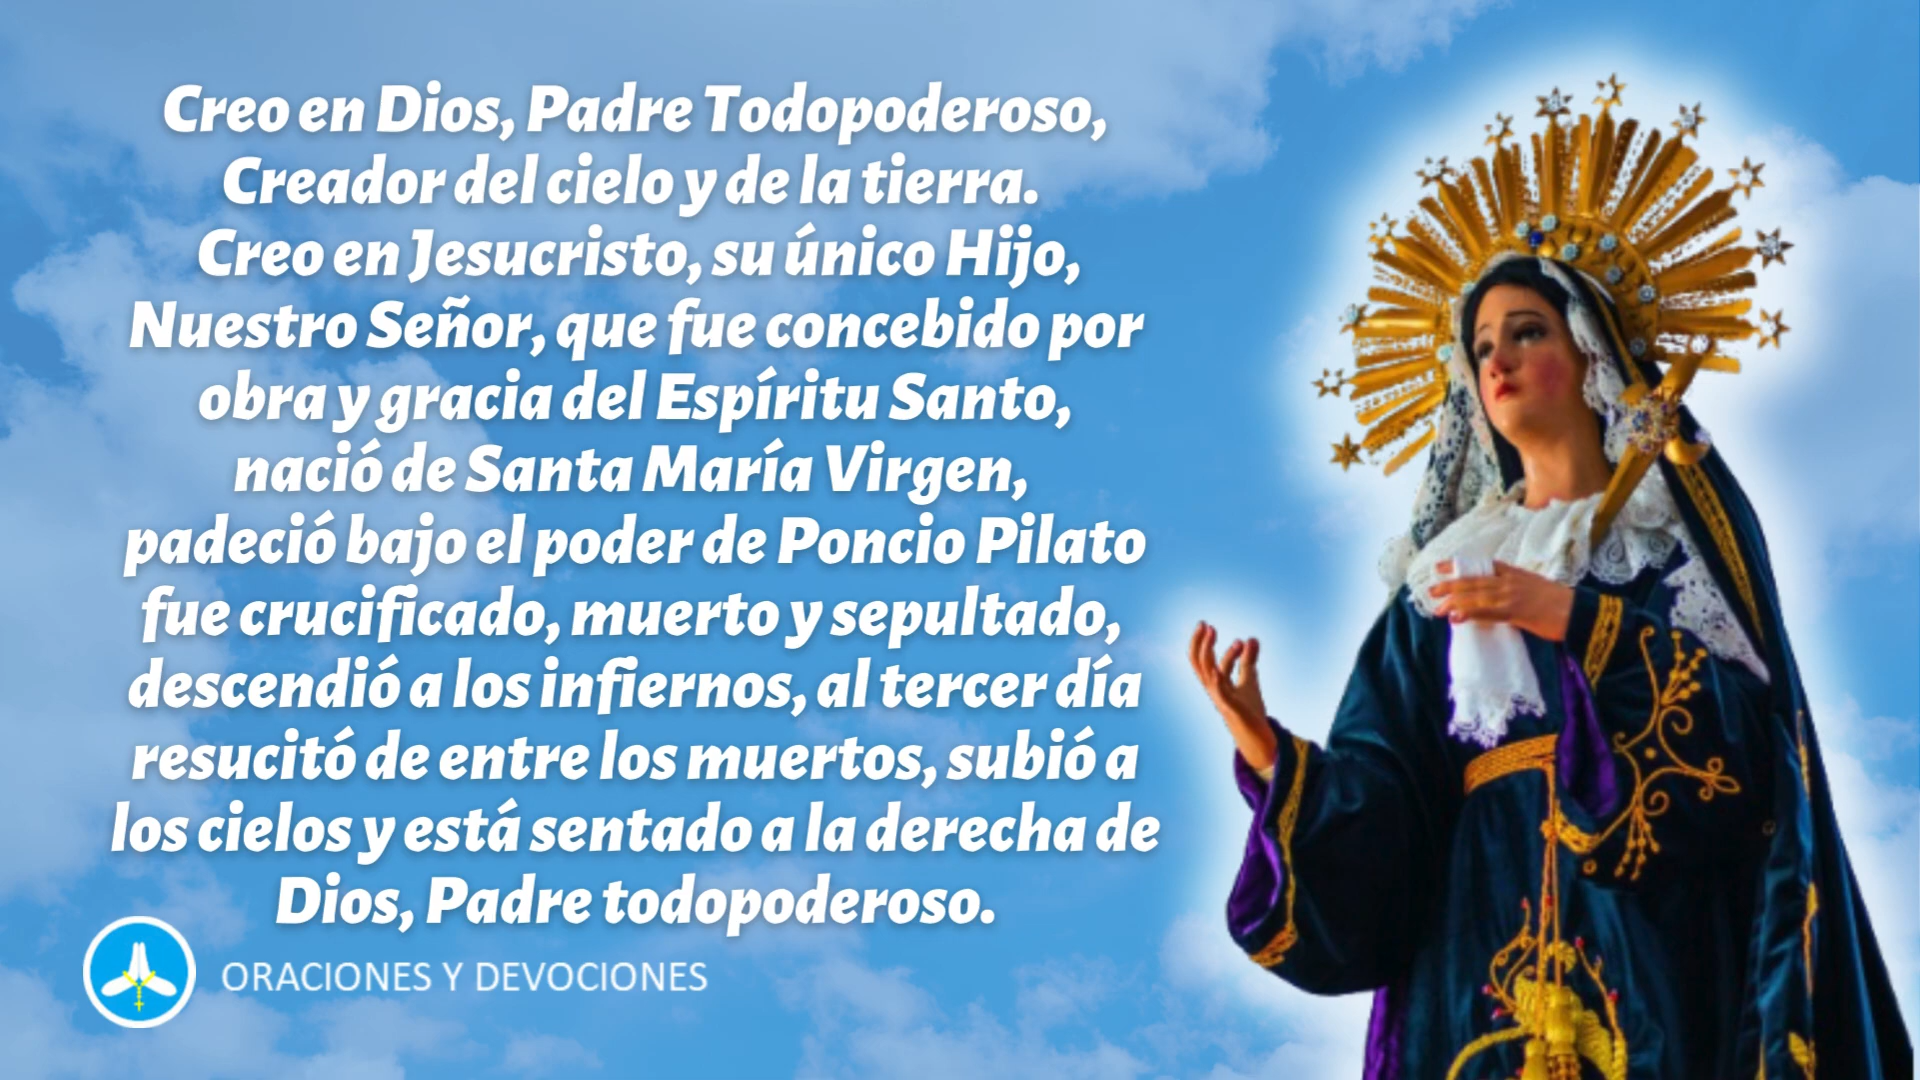 Creo en Dios, Padre Todopoderoso,
Creador del cielo y de la tierra.
Creo en Jesucristo, su único Hijo,
Nuestro Señor, que fue concebido por
obra y gracia del Espíritu Santo,
nació de Santa María Virgen,
padeció bajo el poder de Poncio Pilato
fue crucificado, muerto y sepultado,
descendió a los infiernos, al tercer día
resucitó de entre los muertos, subió a
los cielos y está sentado a la derecha de
Dios, Padre todopoderoso.
ORACIONES Y DEVOCIONES